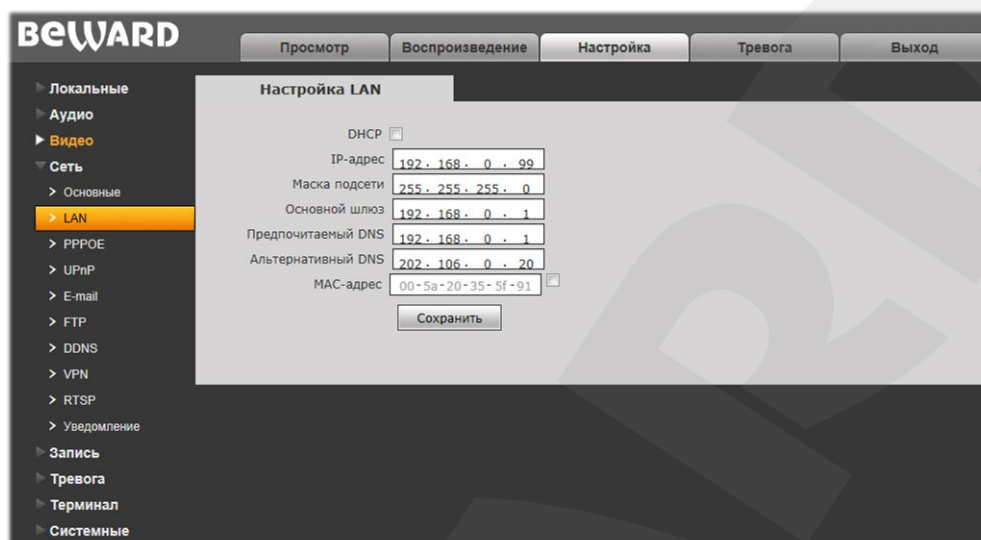 BEWARD
Просмотр Воспроизведение Настройка Тревога Выход
Локальные
Аудио
Видео
Сеть
Основные
LAN
PPPOE
UPnP
E-mail
FTP
DDNS
VPN
RTSP
Уведомление
Запись
Тревога
Терминал
Системные
Настройка LAN
DHCP
IP-адрес 192. 168. 0 . 99
Маска подсети 255. 255. 255. 0
Основной шлюз 192. 168. 0 . 1
Предпочитаемый DNS 192. 168. 0 . 1
Альтернативный DNS 202. 106. 0 . 20
MAC-адрес 00-5a-20-35-5f-91
Сохранить